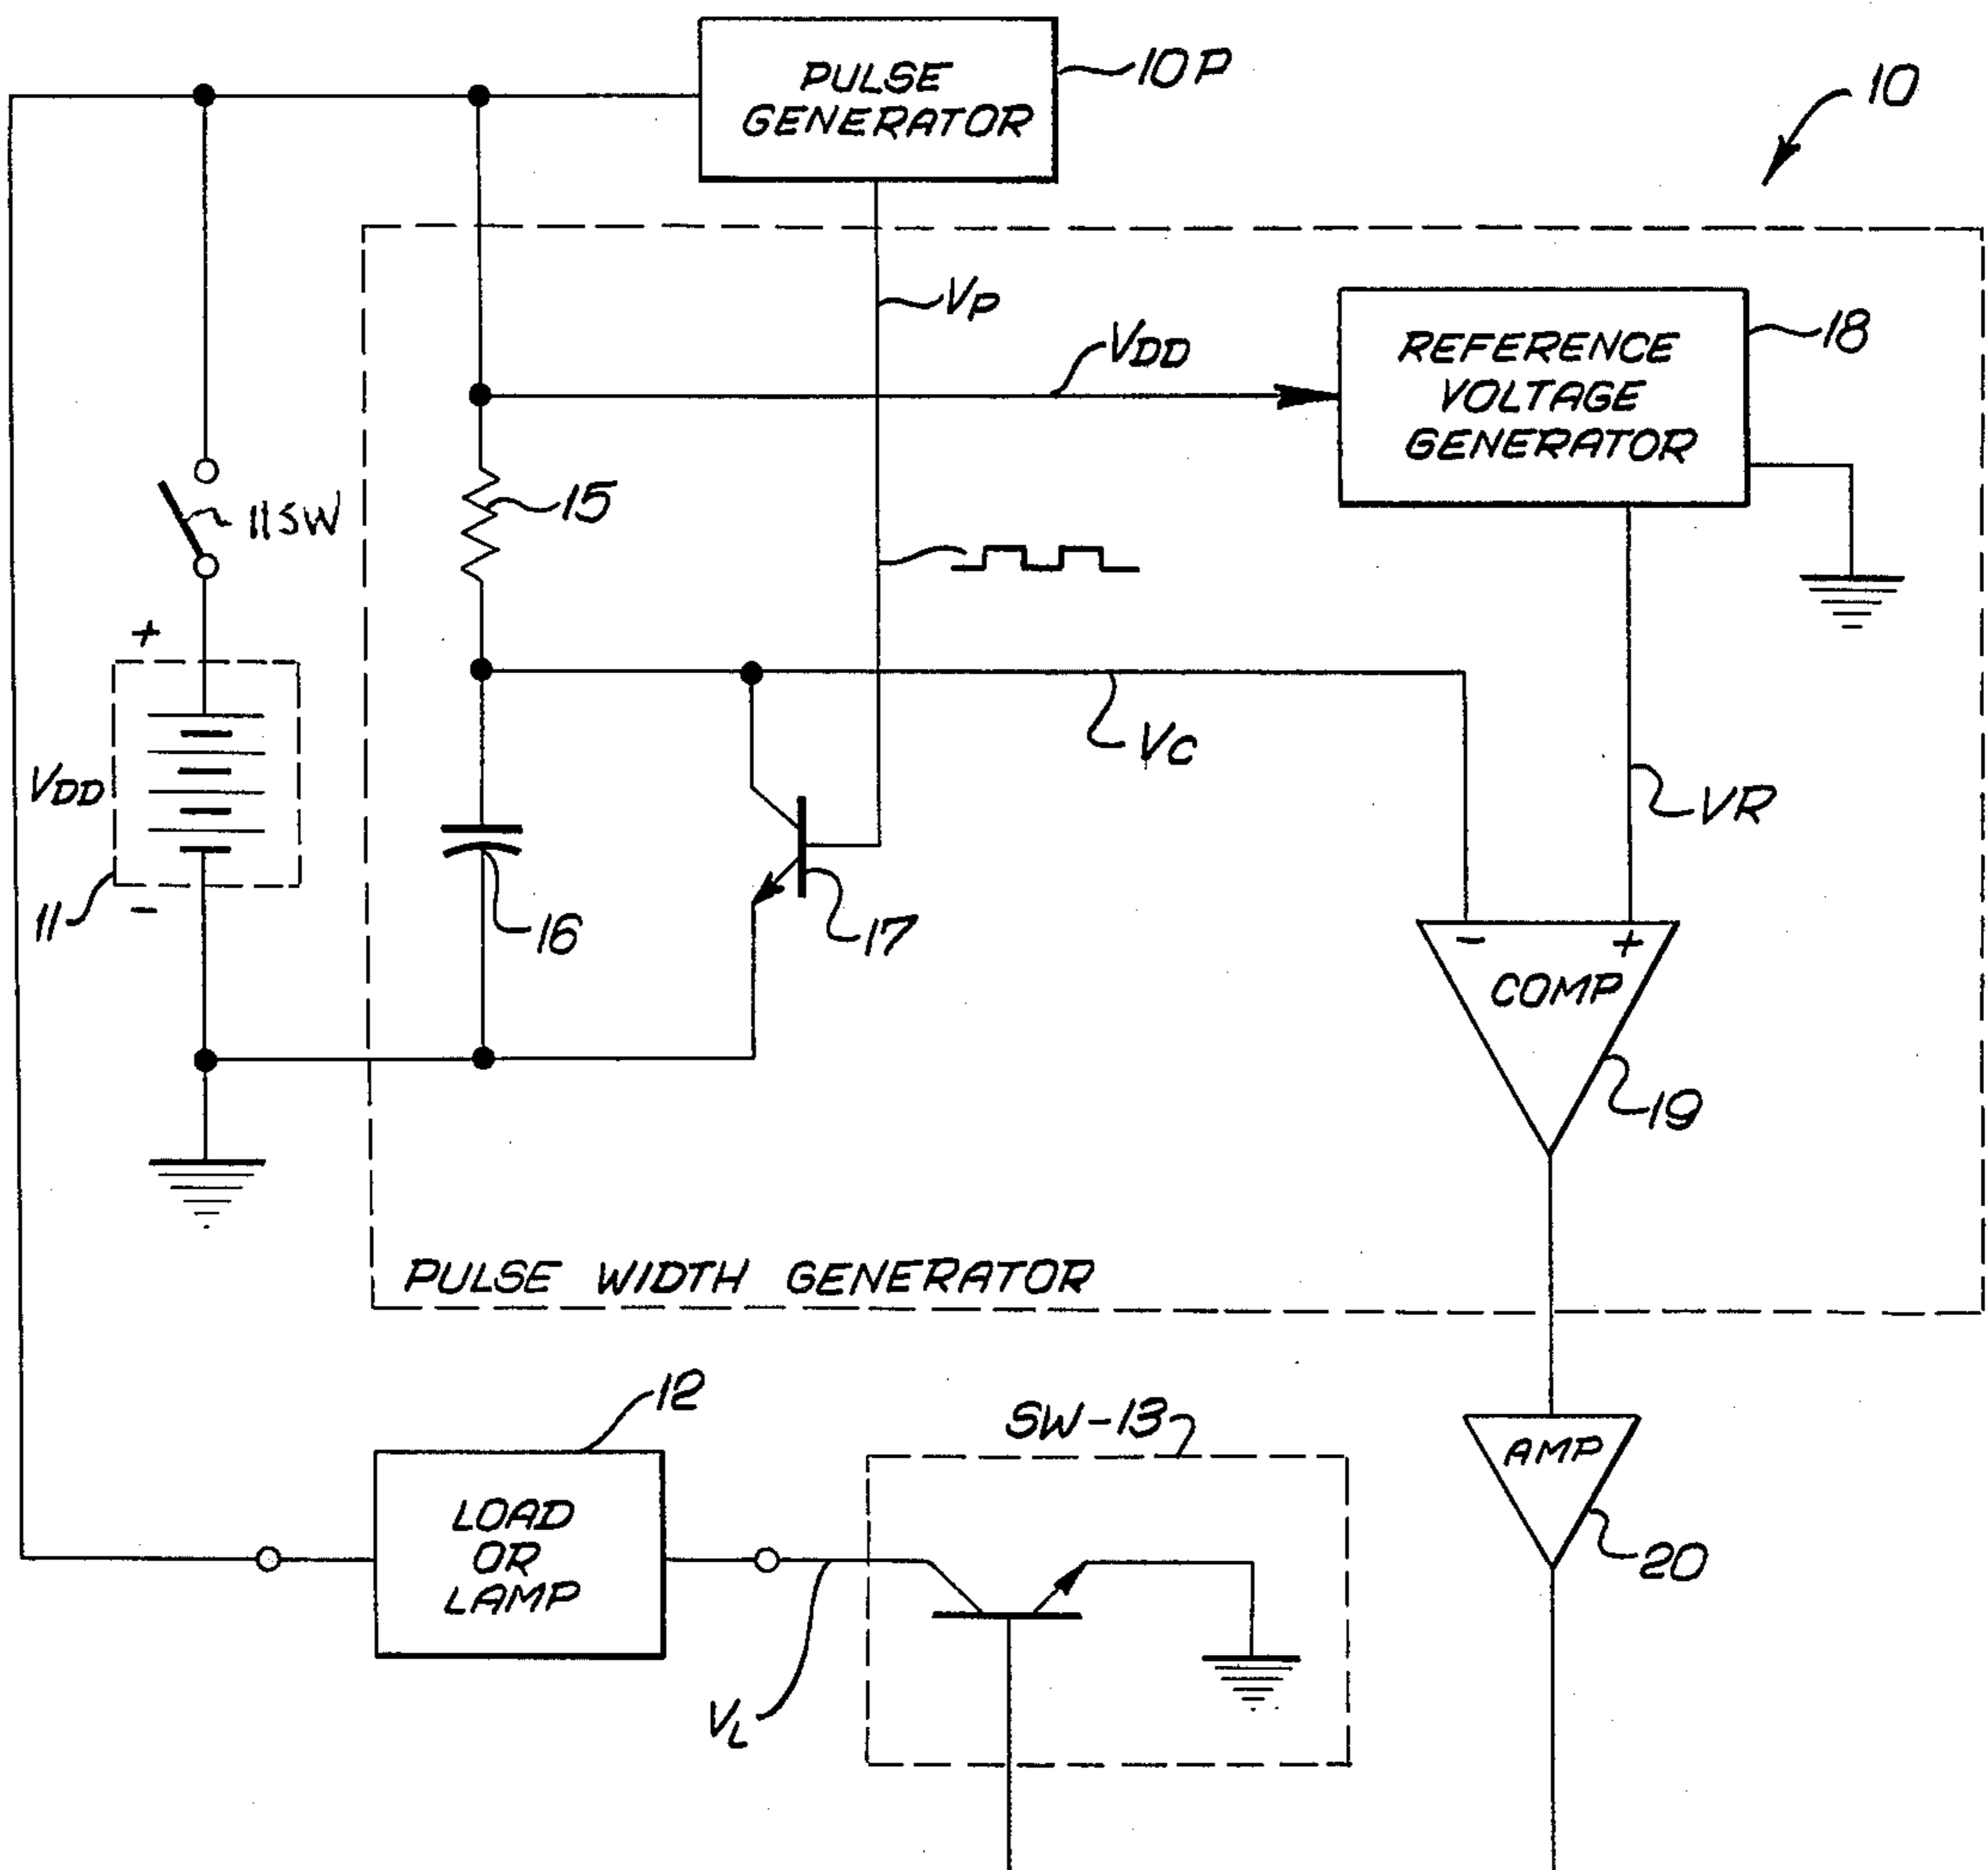 PULSE
GENERATOR
10P
10
VP
VDD
REFERENCE
VOLTAGE
GENERATOR
18
15
11SW
+
VDD
VC
VR
11
-
16
17
- +
COMP
19
PULSE WIDTH GENERATOR
12
SW-13
AMP
LOAD
OR
LAMP
20
VL